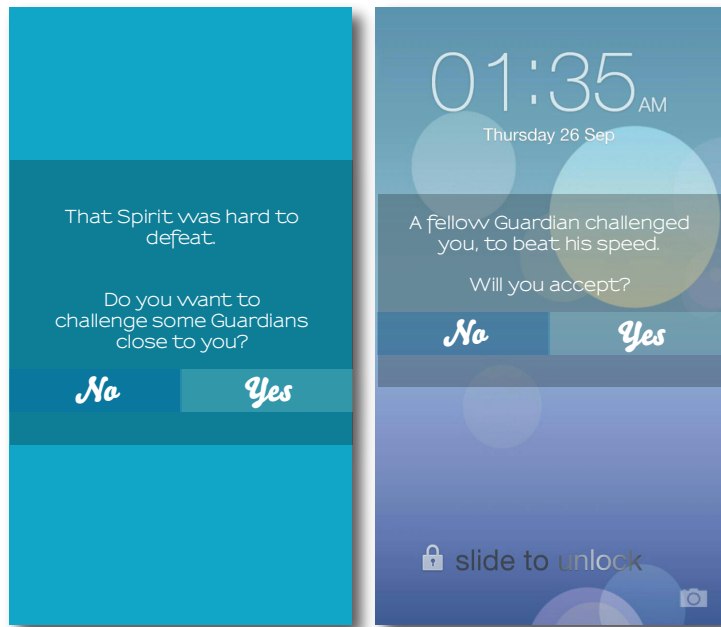 That Spirit was hard to
defeat.
Do you want to
challenge some Guardians
close to you?
No Yes
01:35 AM
Thursday 26 Sep
A fellow Guardian challenged
you, to beat his speed.
Will you accept?
No Yes
slide to unlock